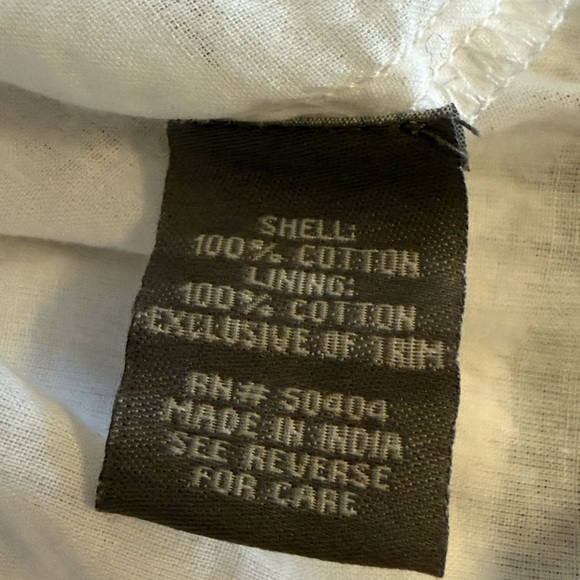 SHELL:
100% COTTON
LINING:
100% COTTON
EXCLUSIVE OF TRIM
RN# 50404
MADE IN INDIA
SEE REVERSE
FOR CARE